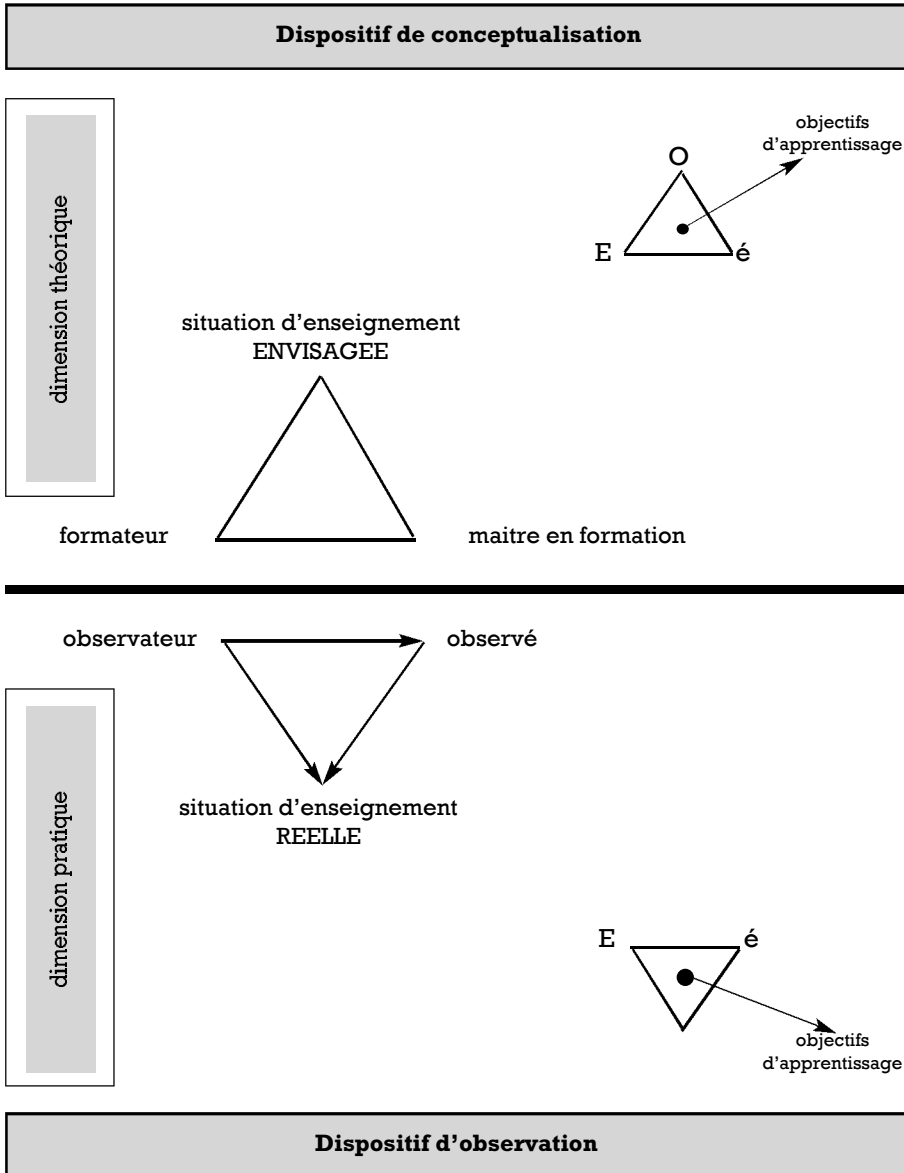 Dispositif de conceptualisation
dimension théorique
objectifs
d’apprentissage
O
E
é
situation d’enseignement
ENVISAGEE
formateur
maitre en formation
observateur
observé
dimension pratique
situation d’enseignement
REELLE
E
é
objectifs
d’apprentissage
Dispositif d’observation